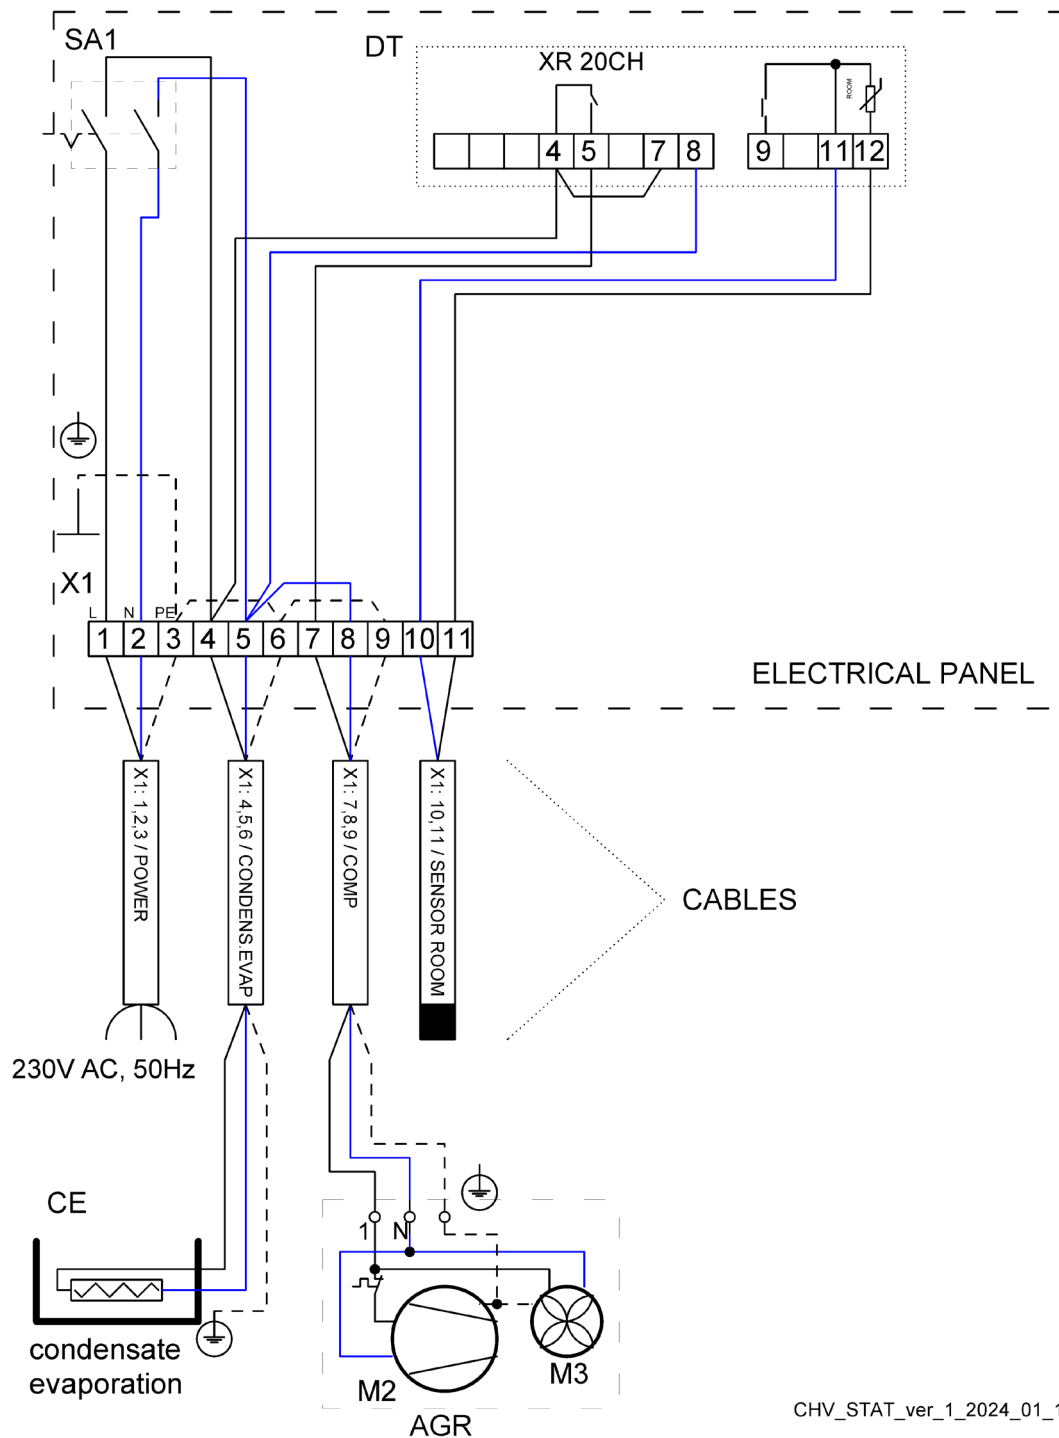 SA1
DT
XR 20CH
ROOM
4 5 7 8
9 11 12
X1
L N PE
1 2 3 4 5 6 7 8 9 10 11
ELECTRICAL PANEL
X1: 1,2,3 / POWER
X1: 4,5,6 / CONDENS.EVAP
X1: 7,8,9 / COMP
X1: 10,11 / SENSOR ROOM
CABLES
230V AC, 50Hz
CE
1 N
condensate
evaporation
M2
M3
AGR
CHV_STAT_ver_1_2024_01_1